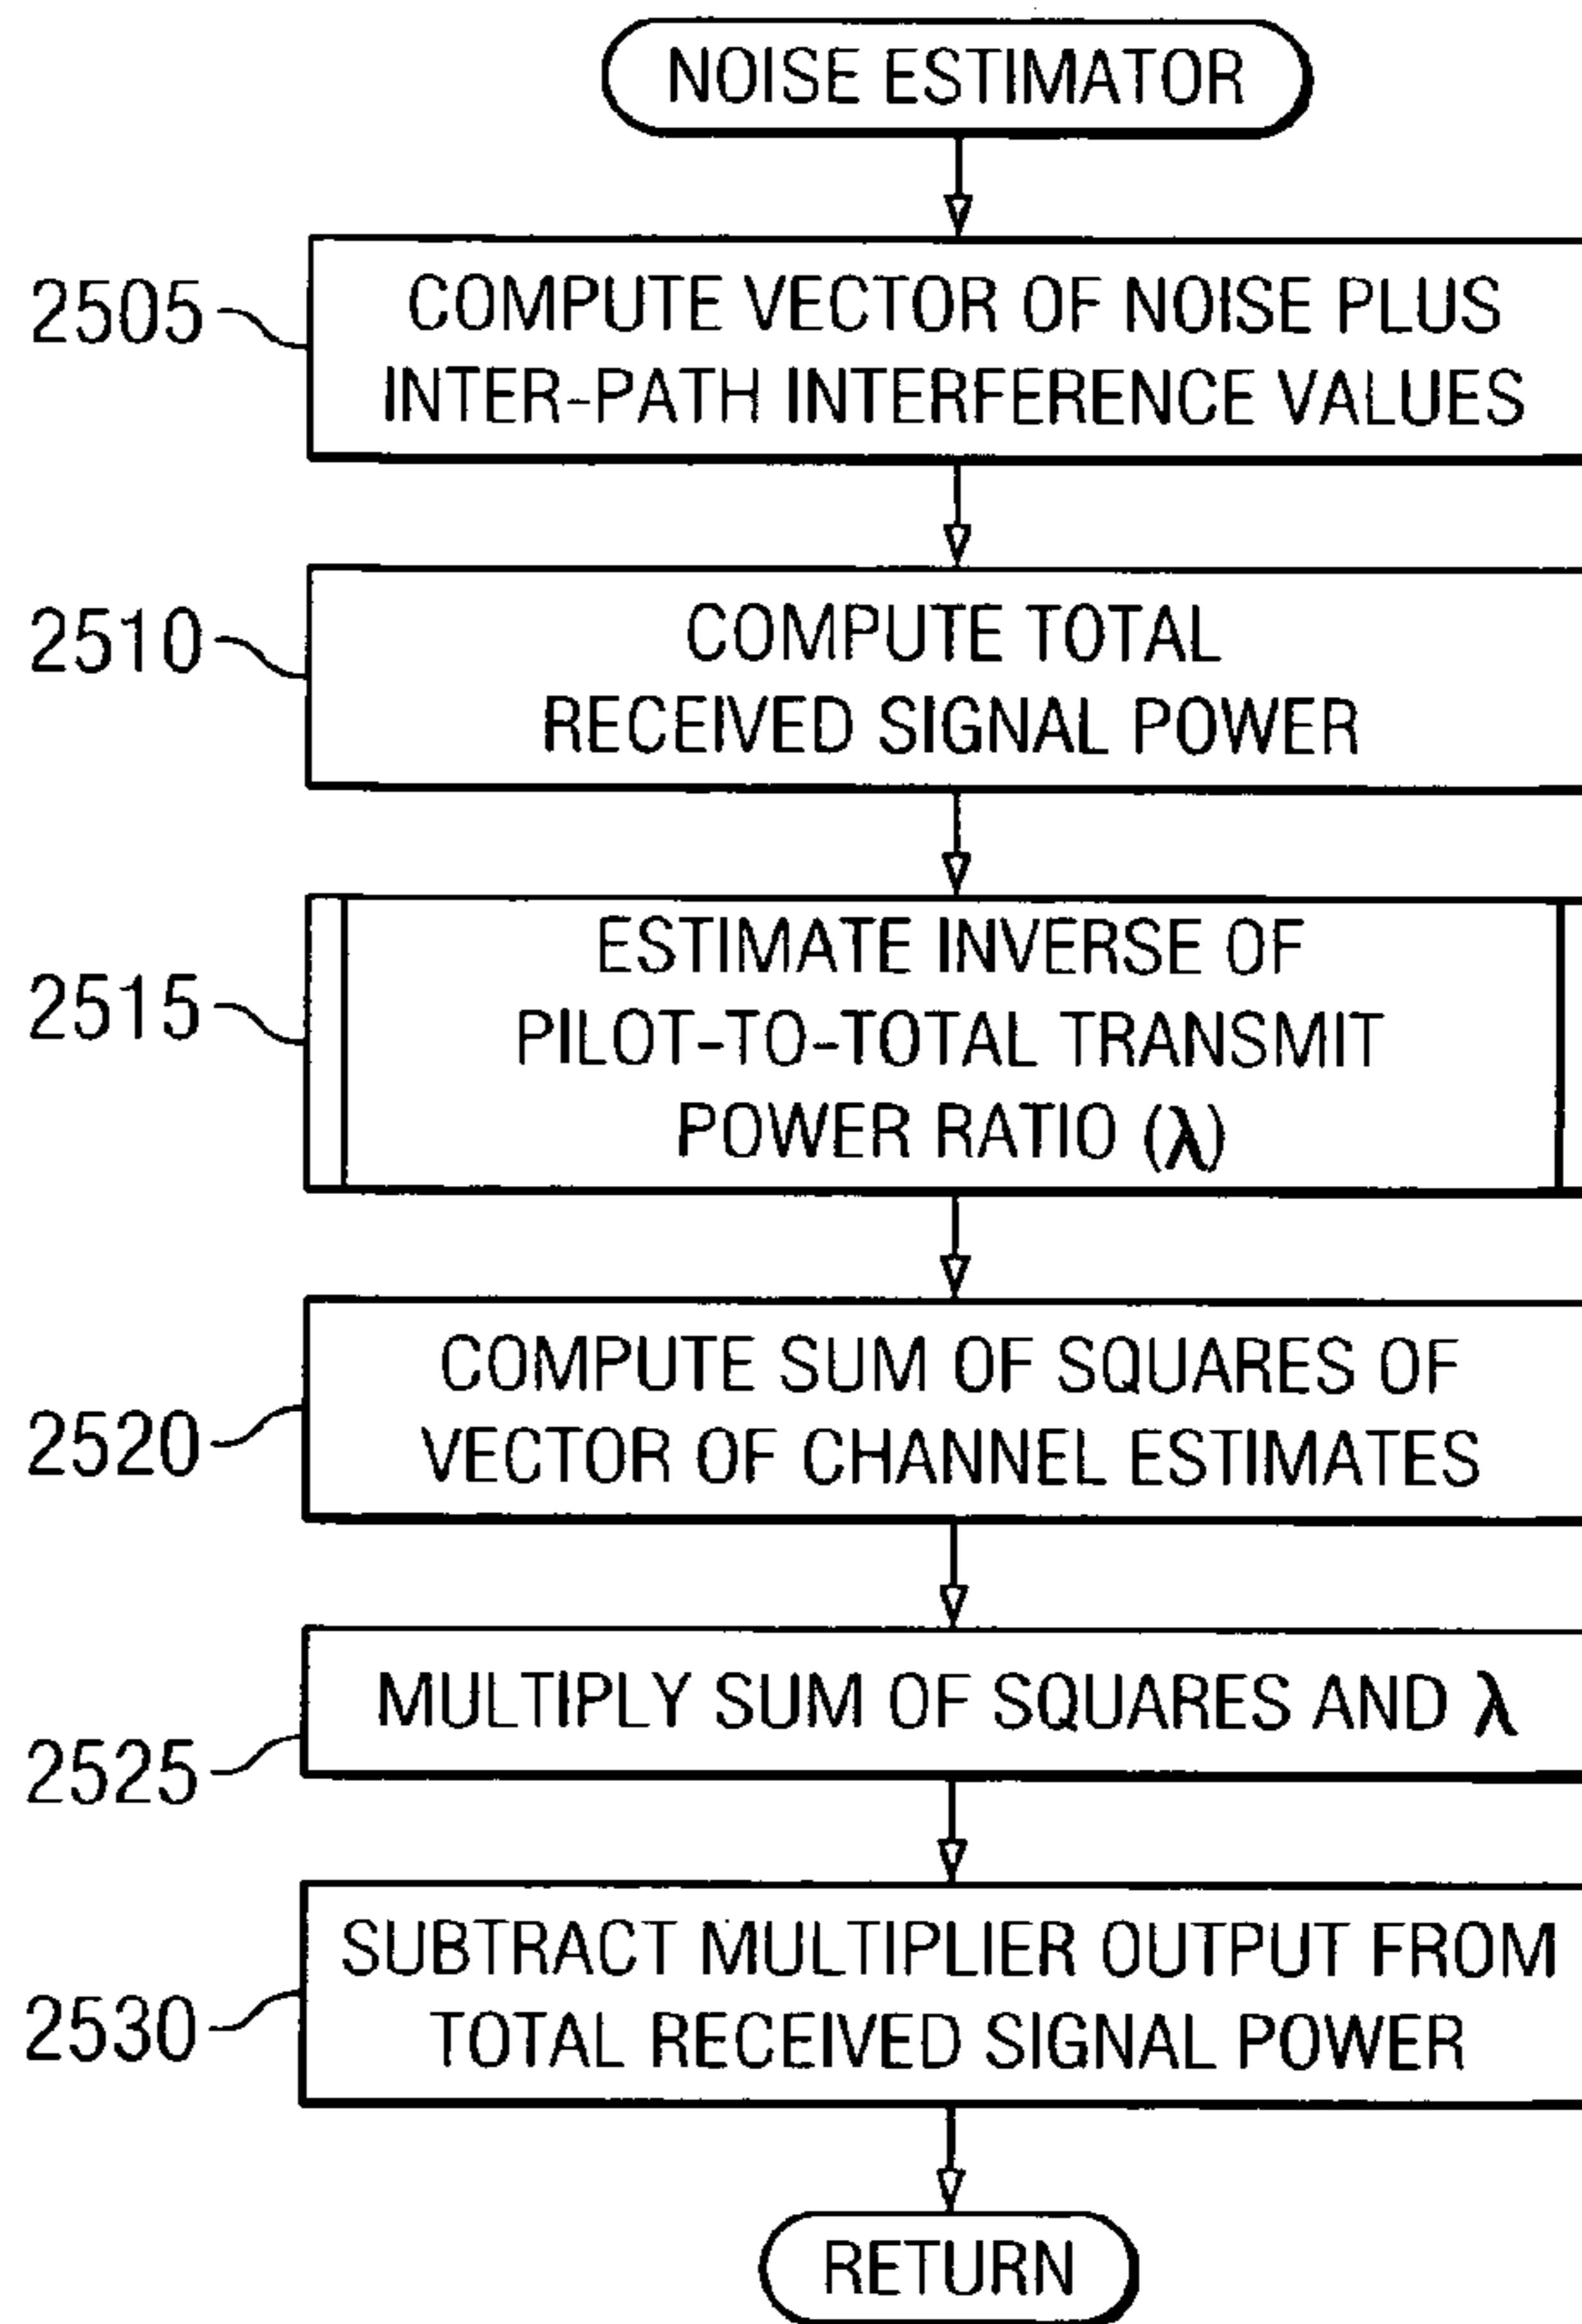 NOISE ESTIMATOR
2505
COMPUTE VECTOR OF NOISE PLUS
INTER-PATH INTERFERENCE VALUES
2510
COMPUTE TOTAL
RECEIVED SIGNAL POWER
2515
ESTIMATE INVERSE OF
PILOT-TO-TOTAL TRANSMIT
POWER RATIO (λ)
2520
COMPUTE SUM OF SQUARES OF
VECTOR OF CHANNEL ESTIMATES
2525
MULTIPLY SUM OF SQUARES AND λ
2530
SUBTRACT MULTIPLIER OUTPUT FROM
TOTAL RECEIVED SIGNAL POWER
RETURN